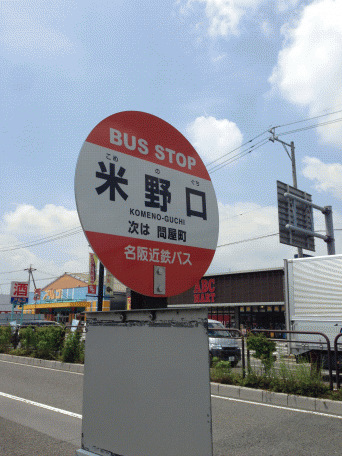 BUS STOP
こめ の ぐち
米野口
KOMENO-GUCHI
次は 問屋町
名阪近鉄バス
ABC
MART
酒